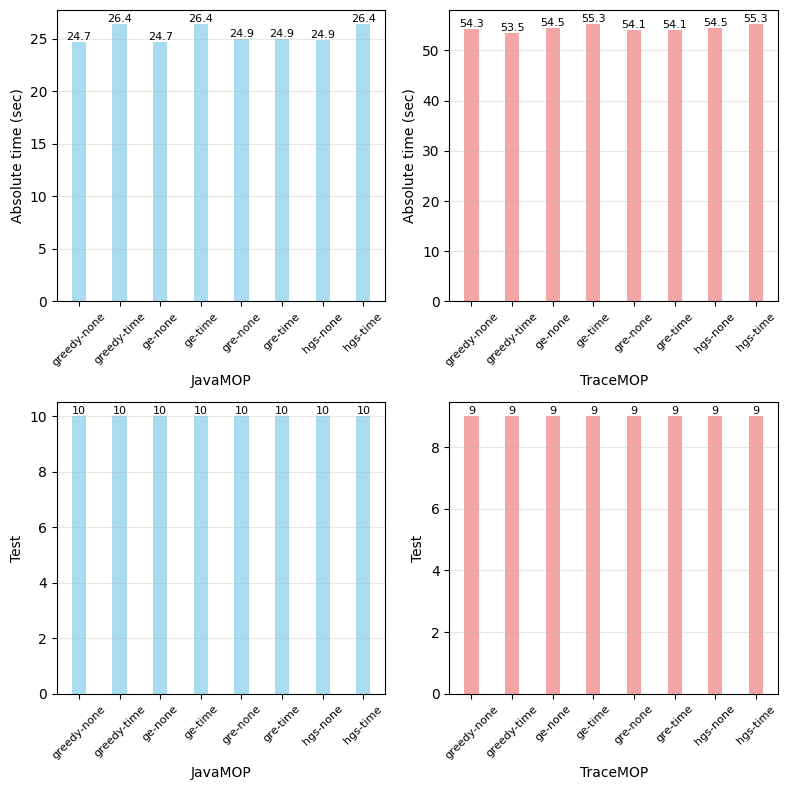 Absolute time (sec)
25
20
15
10
5
0
24.7
26.4
24.7
26.4
24.9
24.9
24.9
26.4
greedy-none
greedy-time
ge-none
ge-time
gre-none
gre-time
hgs-none
hgs-time
JavaMOP
Absolute time (sec)
50
40
30
20
10
0
54.3
53.5
54.5
55.3
54.1
54.1
54.5
55.3
greedy-none
greedy-time
ge-none
ge-time
gre-none
gre-time
hgs-none
hgs-time
TraceMOP
Test
10
8
6
4
2
0
10
10
10
10
10
10
10
10
greedy-none
greedy-time
ge-none
ge-time
gre-none
gre-time
hgs-none
hgs-time
JavaMOP
Test
8
6
4
2
0
9
9
9
9
9
9
9
9
greedy-none
greedy-time
ge-none
ge-time
gre-none
gre-time
hgs-none
hgs-time
TraceMOP